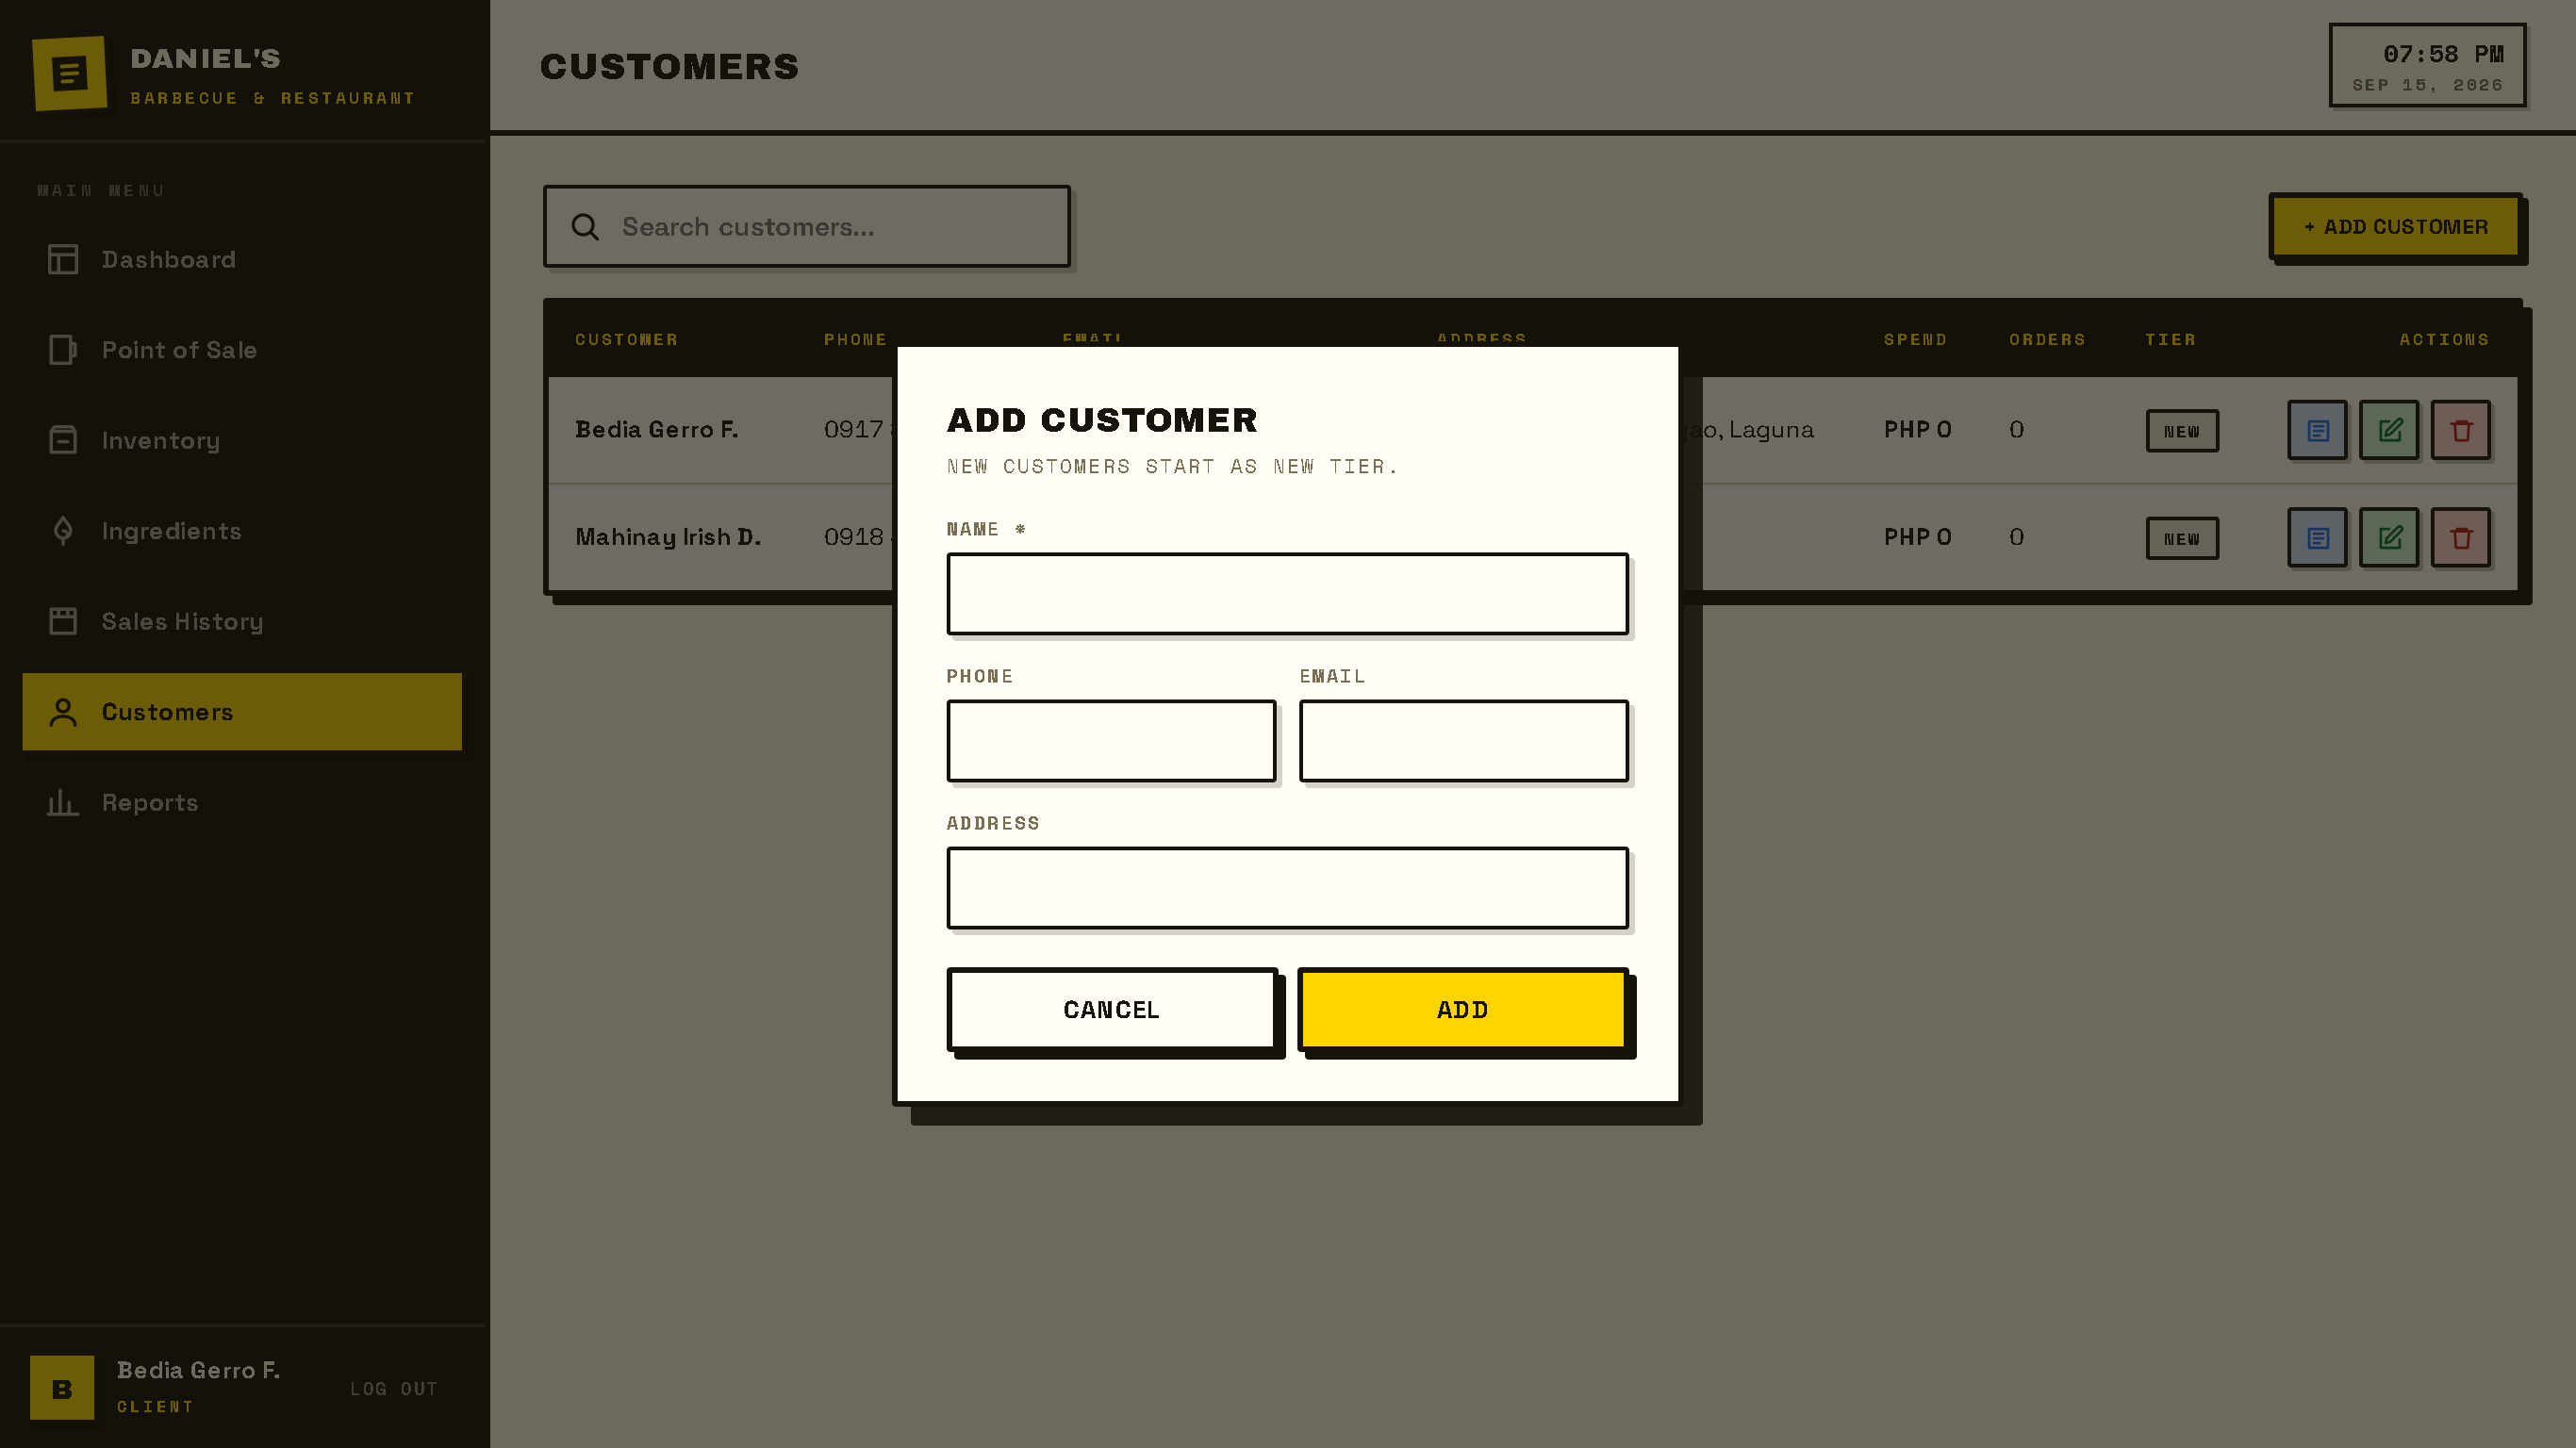 DANIEL'S
BARBECUE & RESTAURANT
MAIN MENU
Dashboard
Point of Sale
Inventory
Ingredients
Sales History
Customers
Reports
B
Bedia Gerro F.
CLIENT
LOG OUT
CUSTOMERS
07:58 PM
SEP 15, 2026
Search customers...
+ ADD CUSTOMER
CUSTOMER PHONE EMAIL ADDRESS SPEND ORDERS TIER ACTIONS
Bedia Gerro F. 0917 Laguna PHP 0 0 NEW
Mahinay Irish D. 0918 PHP 0 0 NEW
ADD CUSTOMER
NEW CUSTOMERS START AS NEW TIER.
NAME *
PHONE EMAIL
ADDRESS
CANCEL ADD